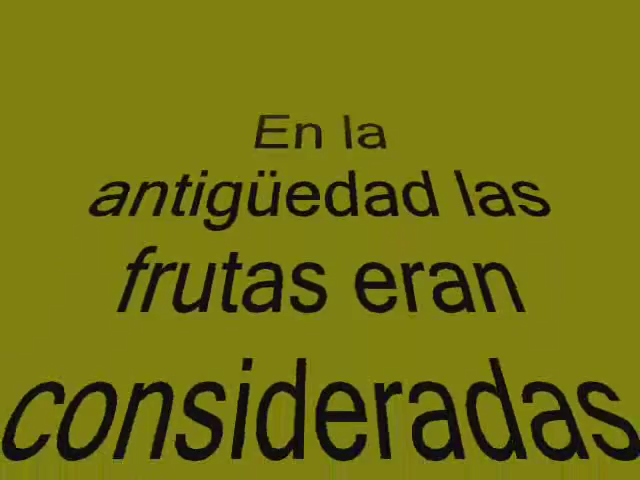 En la
antigüedad las
frutas eran
consideradas